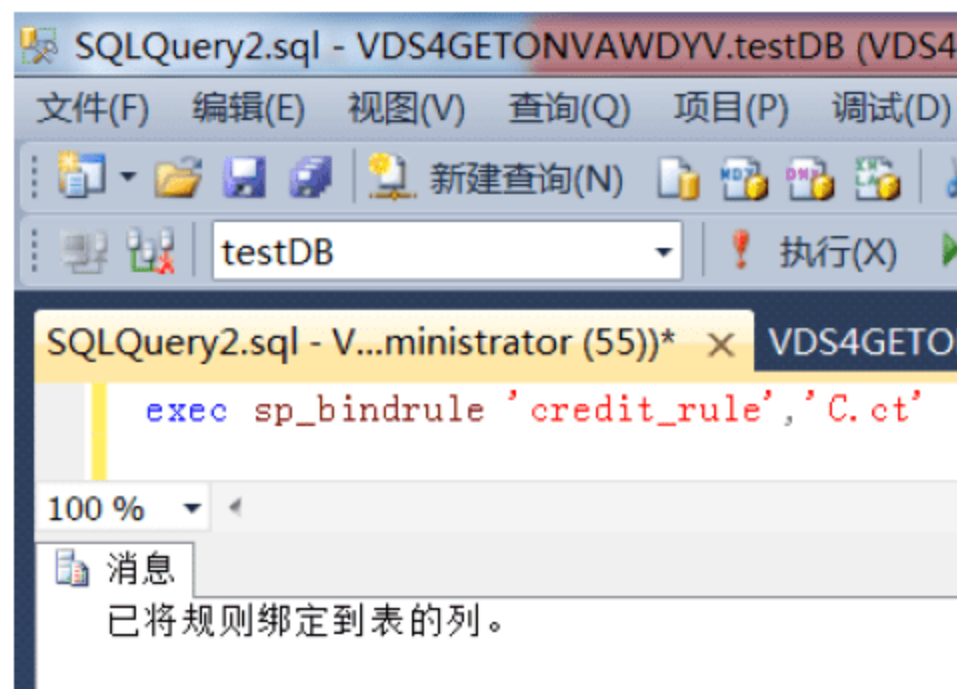 SQLQuery2.sql - VDS4GETONVAWDYV.testDB (VDS4
文件(F) 编辑(E) 视图(V) 查询(Q) 项目(P) 调试(D)
新建查询(N)
testDB 执行(X)
SQLQuery2.sql - V...ministrator (55))* VDS4GETO
exec sp_bindrule 'credit_rule','C.ct'
100 %
消息
已将规则绑定到表的列。